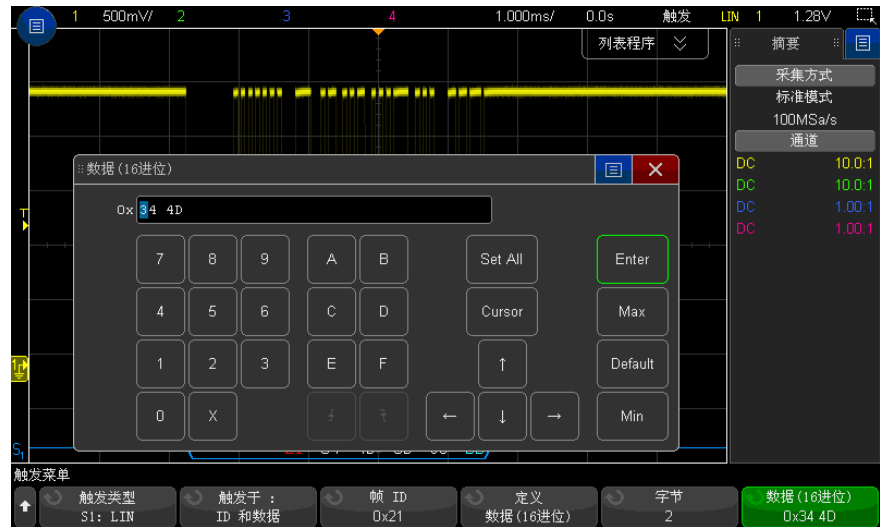 1 500mV/ 2 3 4 1.000ms/ 0.0s 触发 LIN 1 1.28V
列表程序
摘要
采集方式
标准模式
100MSa/s
通道
DC 10.0:1
DC 10.0:1
DC 1.00:1
DC 1.00:1
数据(16进位)
0x 34 4D
7 8 9 A B Set All Enter
4 5 6 C D Cursor Max
1 2 3 E F ↑ Default
0 X ← ↓ → Min
T
1
S1
触发菜单
触发类型
S1: LIN
触发于 :
ID 和数据
帧 ID
0x21
定义
数据(16进位)
字节
2
数据(16进位)
0x34 4D